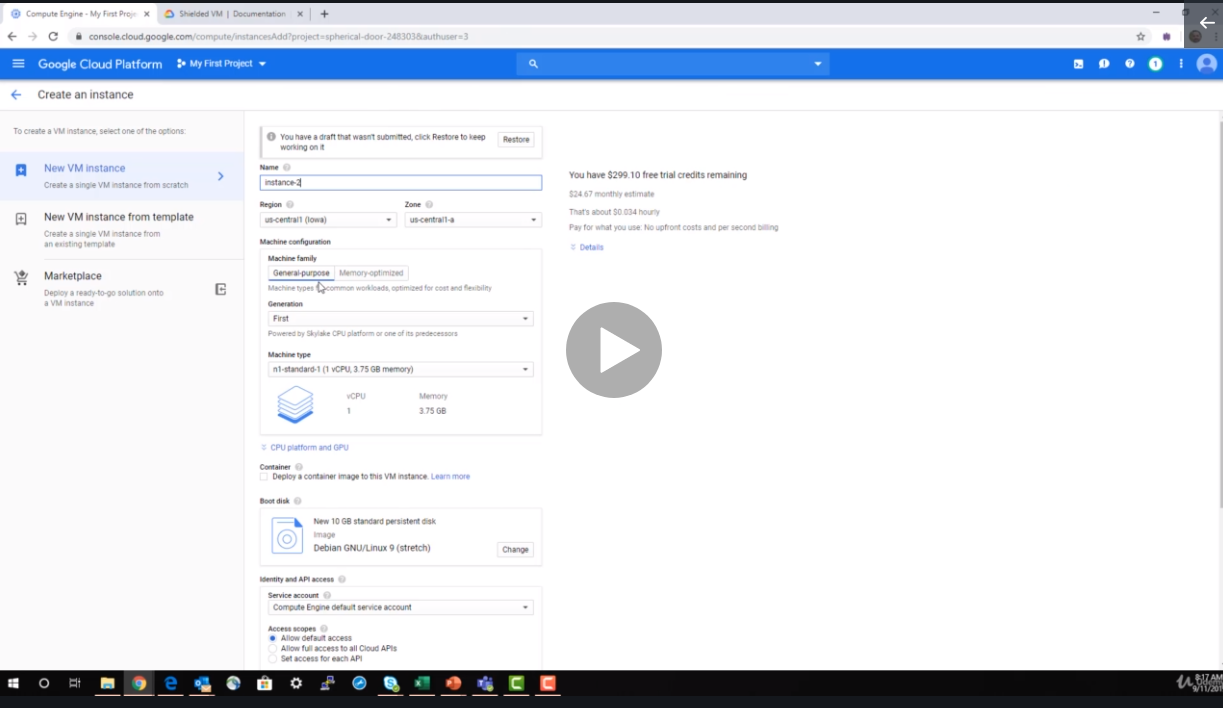 Compute Engine - My First Proje
Shielded VM | Documentation
console.cloud.google.com/compute/instancesAdd?project=spherical-door-248303&authuser=3
Google Cloud Platform
My First Project
1
Create an instance
To create a VM instance, select one of the options:
New VM instance
Create a single VM instance from scratch
New VM instance from template
Create a single VM instance from
an existing template
Marketplace
Deploy a ready-to-go solution onto
a VM instance
You have a draft that wasn't submitted, click Restore to keep
working on it
Restore
Name
instance-2
Region
Zone
us-central1 (Iowa)
us-central1-a
Machine configuration
Machine family
General-purpose
Memory-optimized
Machine types common workloads, optimized for cost and flexibility
Generation
First
Powered by Skylake CPU platform or one of its predecessors
Machine type
n1-standard-1 (1 vCPU, 3.75 GB memory)
vCPU
Memory
1
3.75 GB
CPU platform and GPU
Container
Deploy a container image to this VM instance. Learn more
Boot disk
New 10 GB standard persistent disk
Image
Debian GNU/Linux 9 (stretch)
Change
Identity and API access
Service account
Compute Engine default service account
Access scopes
Allow default access
Allow full access to all Cloud APIs
Set access for each API
You have $299.10 free trial credits remaining
$24.67 monthly estimate
That's about $0.034 hourly
Pay for what you use: No upfront costs and per second billing
Details
8:17 AM